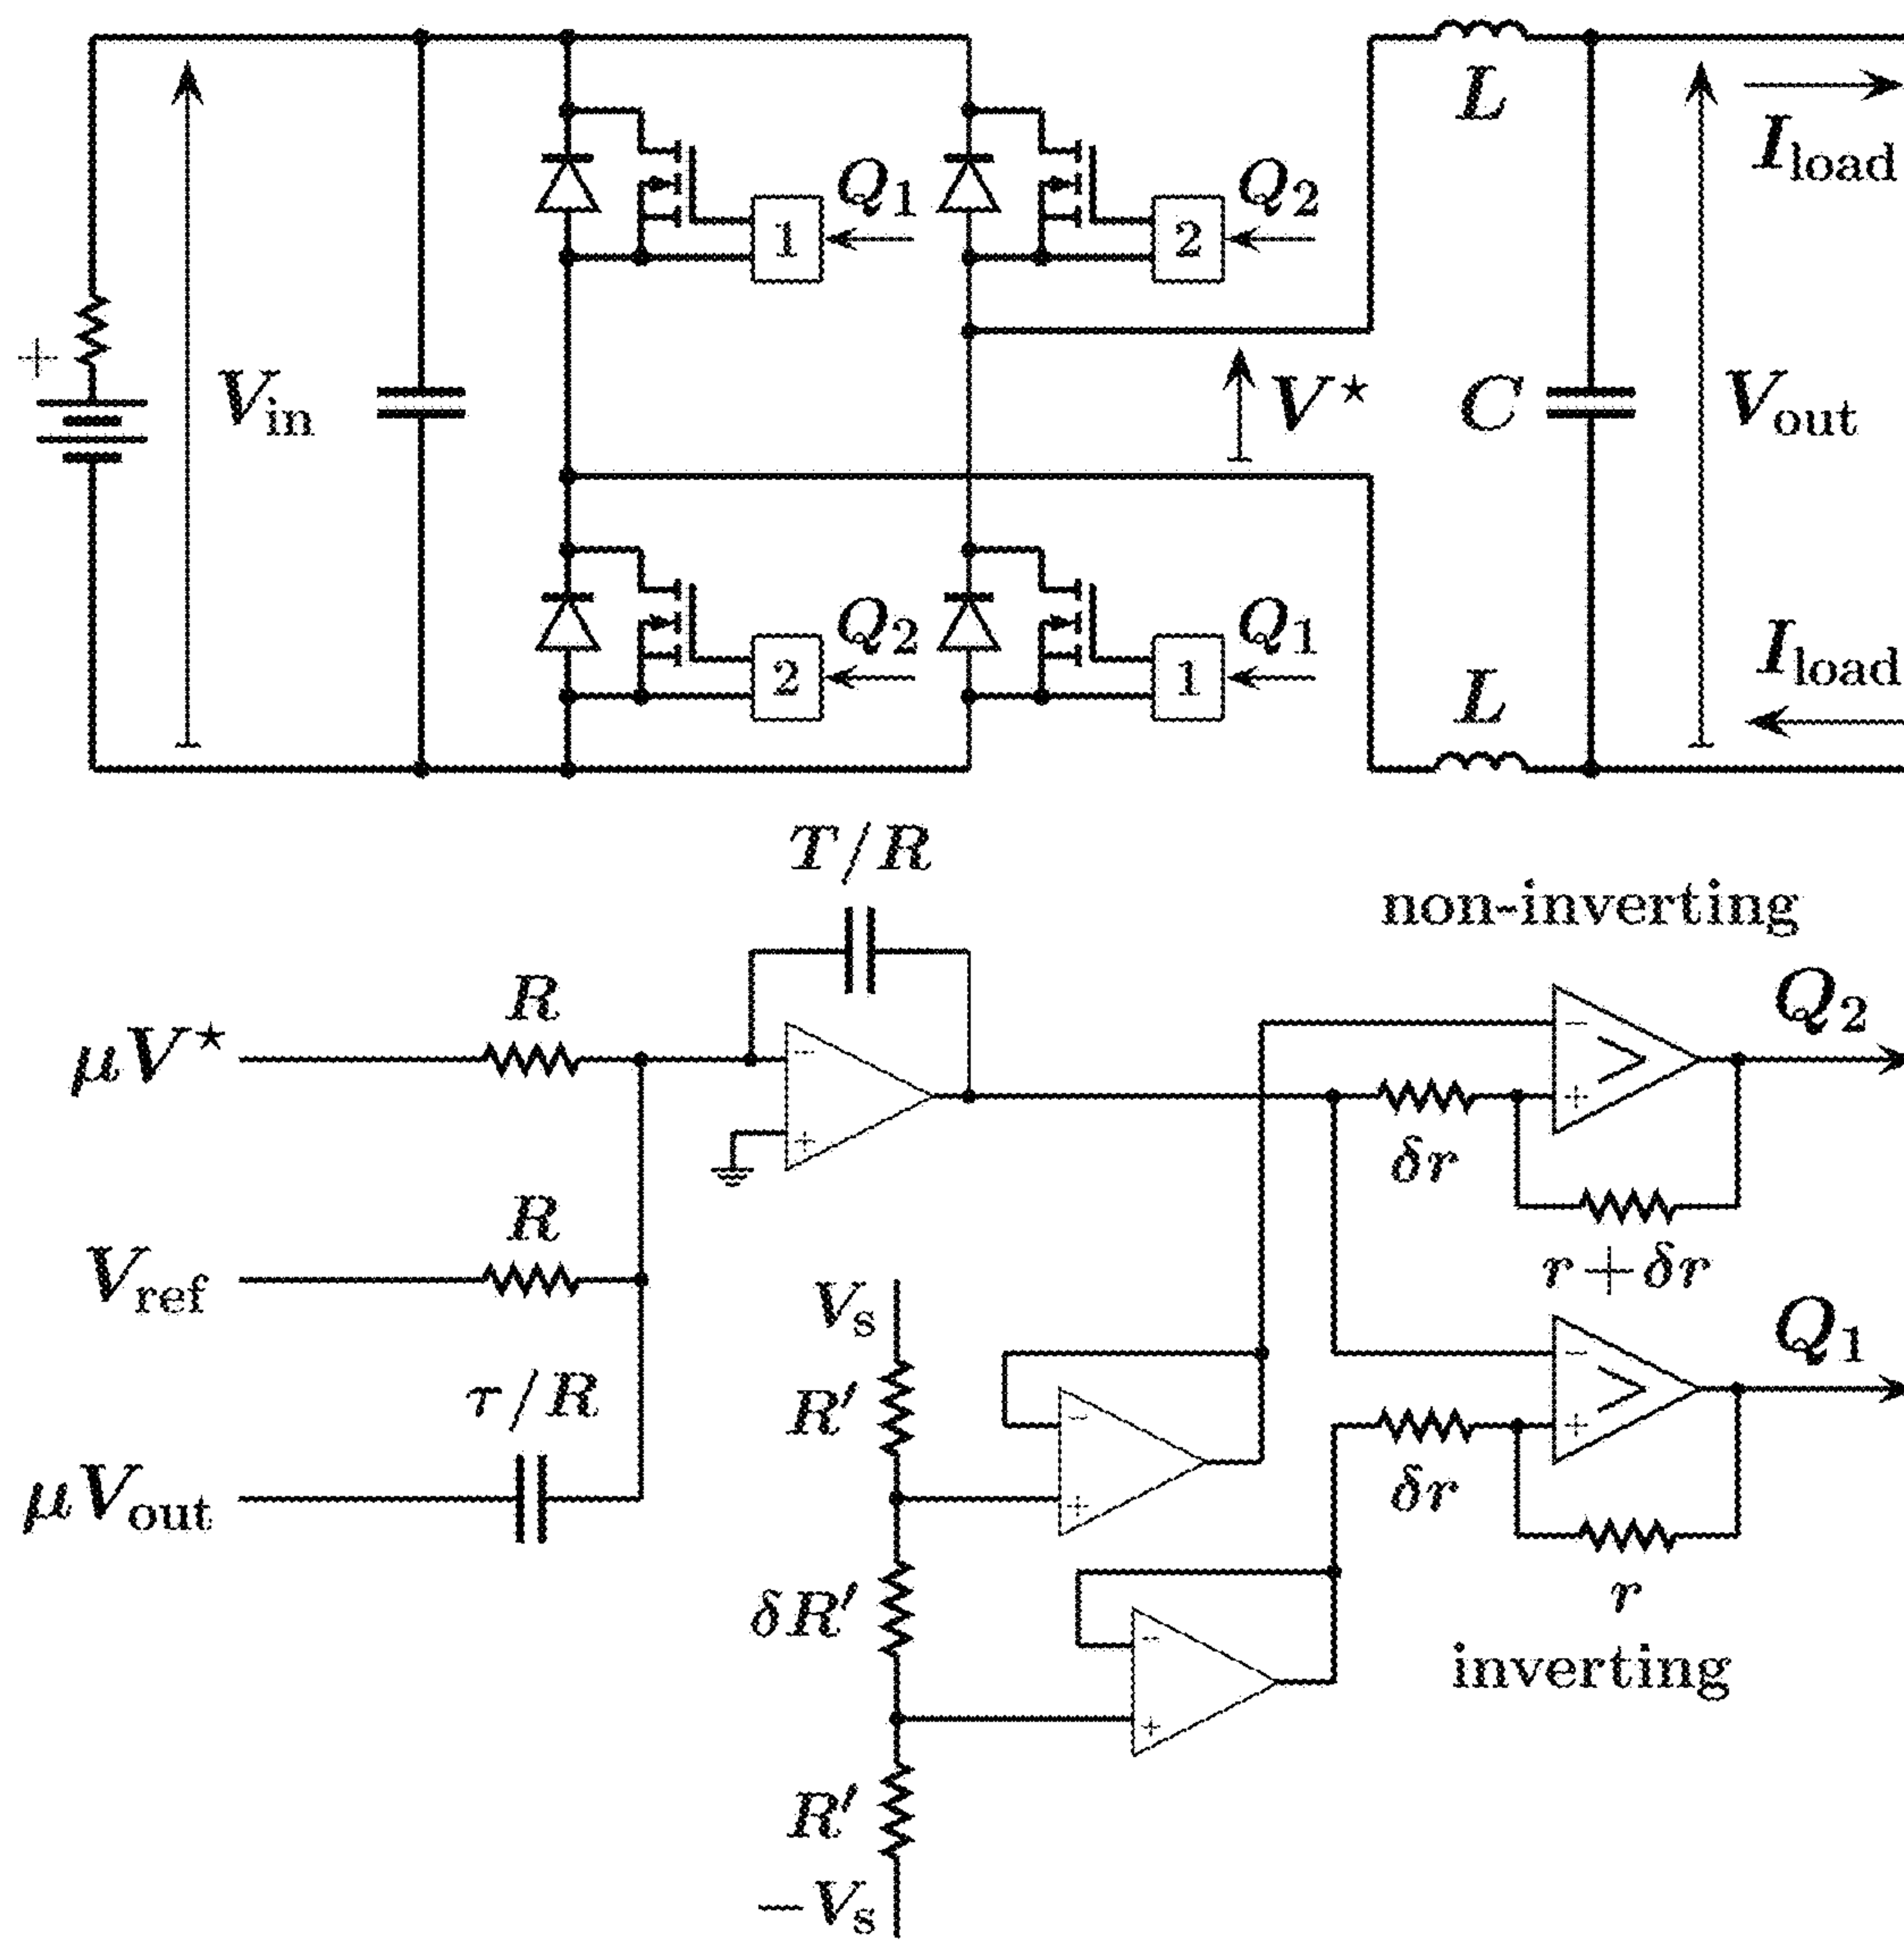 L
I_load
Q_1
Q_2
1
2
+
V_in
V*
C
V_out
Q_2
Q_1
2
1
L
I_load
T/R
non-inverting
Q_2
R
μV*
−
+
−
+
δr
R
V_ref
r+δr
V_s
Q_1
τ/R
R′
−
−
+
δr
μV_out
+
r
δR′
−
inverting
+
R′
−V_s